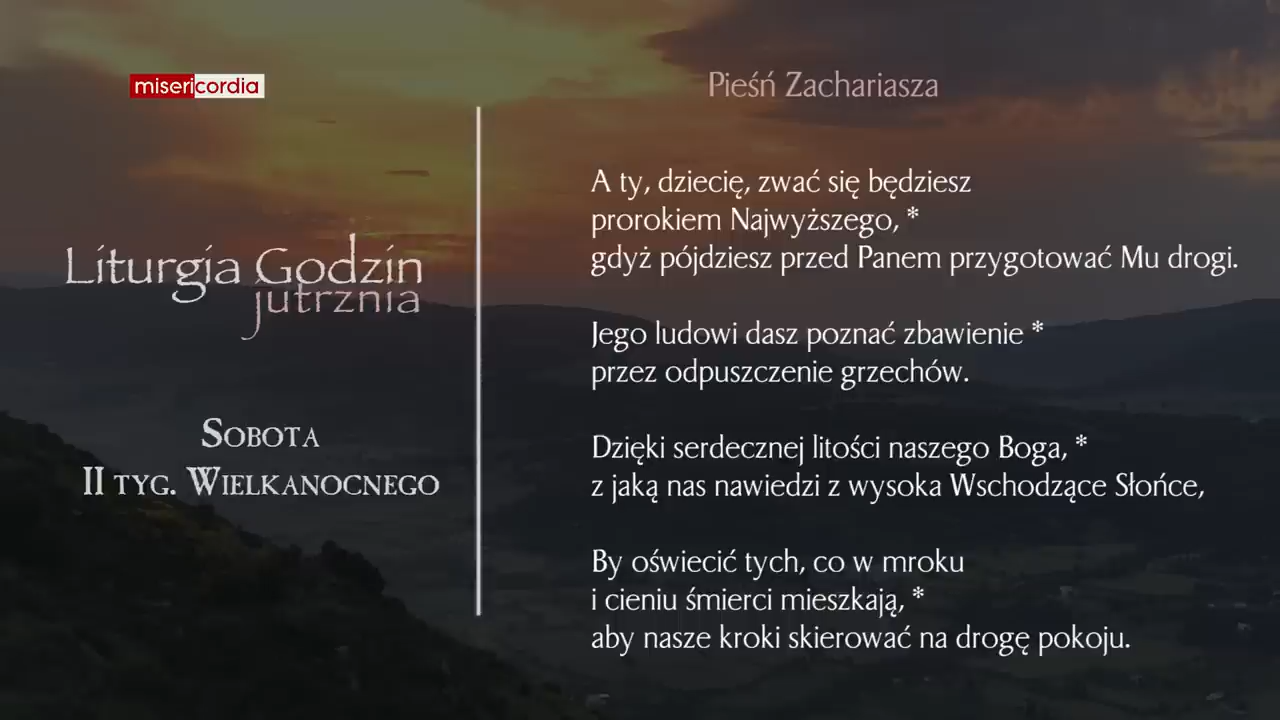 misericordia
Liturgia Godzin
jutrznia
Sobota
II tyg. Wielkanocnego
Pieśń Zachariasza
A ty, dziecię, zwać się będziesz
prorokiem Najwyższego, *
gdyż pójdziesz przed Panem przygotować Mu drogi.
Jego ludowi dasz poznać zbawienie *
przez odpuszczenie grzechów.
Dzięki serdecznej litości naszego Boga, *
z jaką nas nawiedzi z wysoka Wschodzące Słońce,
By oświecić tych, co w mroku
i cieniu śmierci mieszkają, *
aby nasze kroki skierować na drogę pokoju.